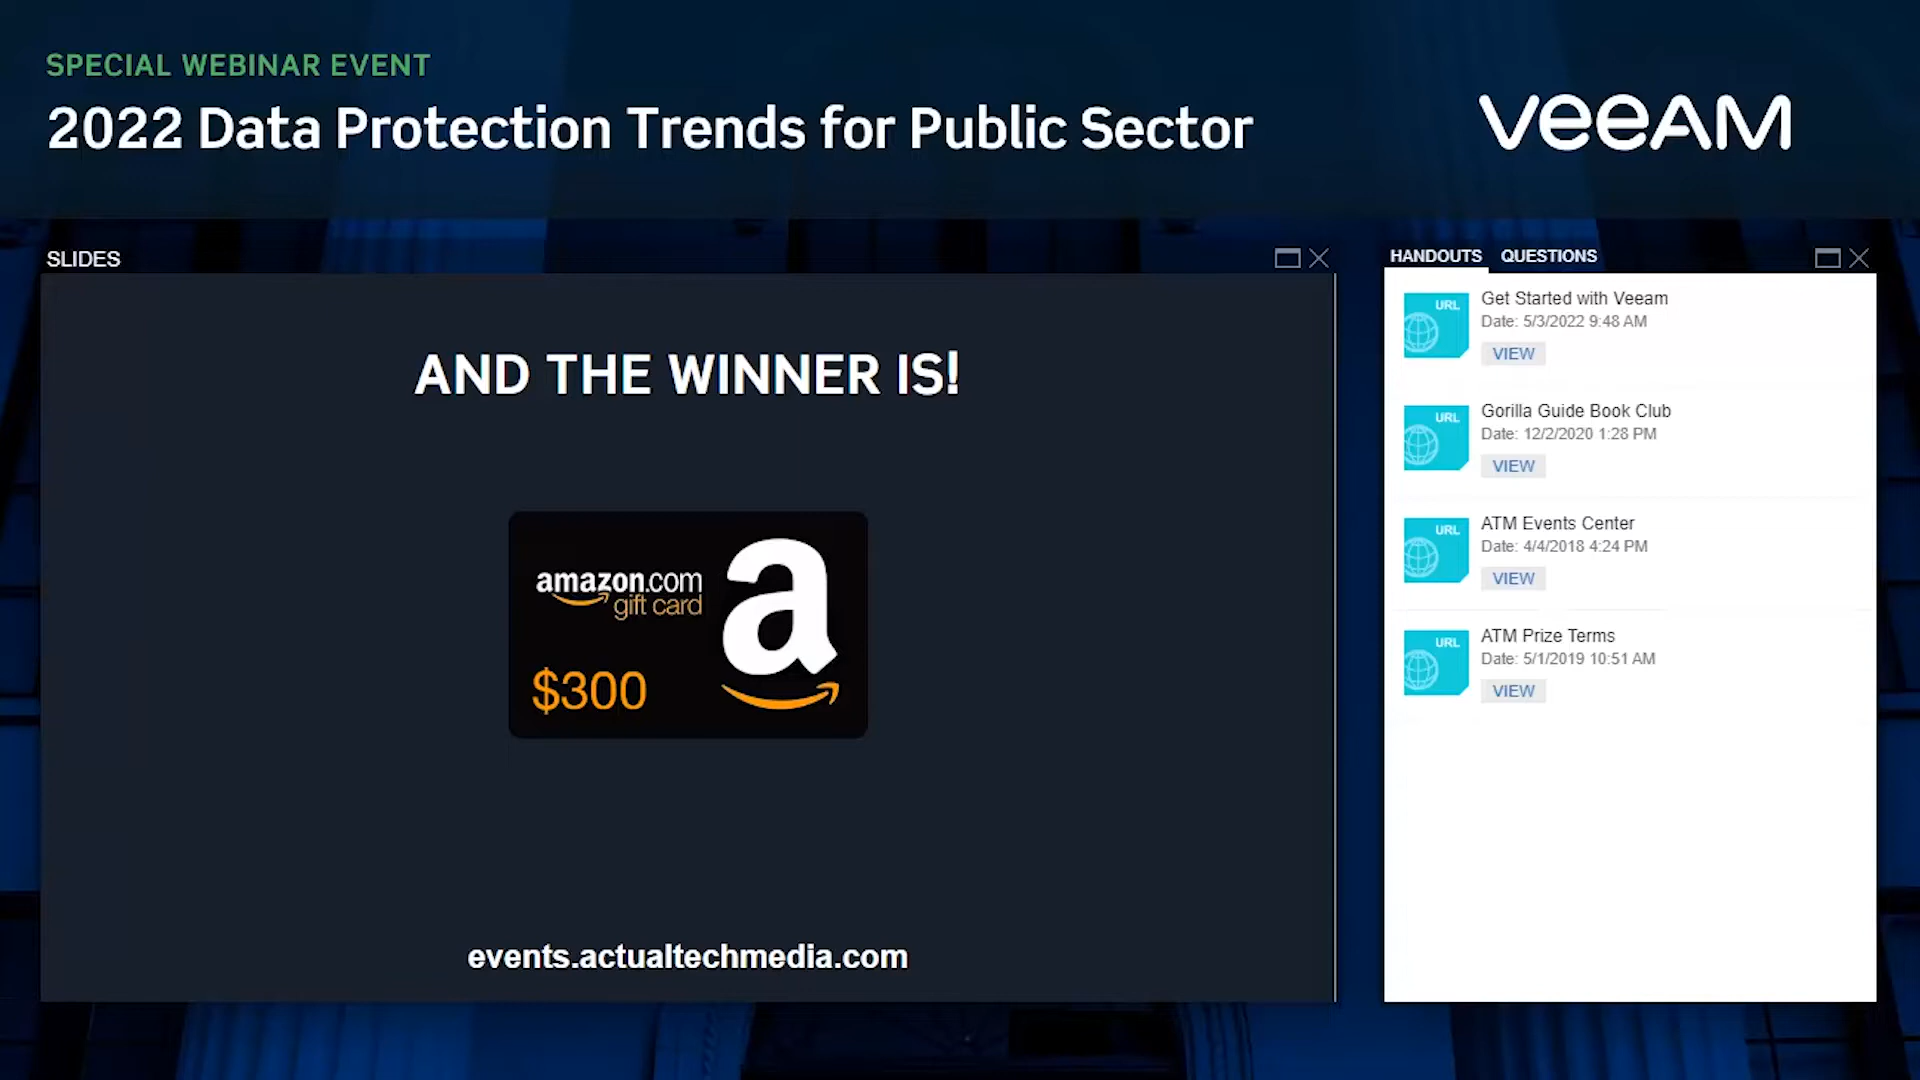 SPECIAL WEBINAR EVENT
2022 Data Protection Trends for Public Sector
veeAM
SLIDES
AND THE WINNER IS!
amazon.com
gift card
a
$300
events.actualtechmedia.com
HANDOUTS QUESTIONS
URL
Get Started with Veeam
Date: 5/3/2022 9:48 AM
VIEW
URL
Gorilla Guide Book Club
Date: 12/2/2020 1:28 PM
VIEW
URL
ATM Events Center
Date: 4/4/2018 4:24 PM
VIEW
URL
ATM Prize Terms
Date: 5/1/2019 10:51 AM
VIEW